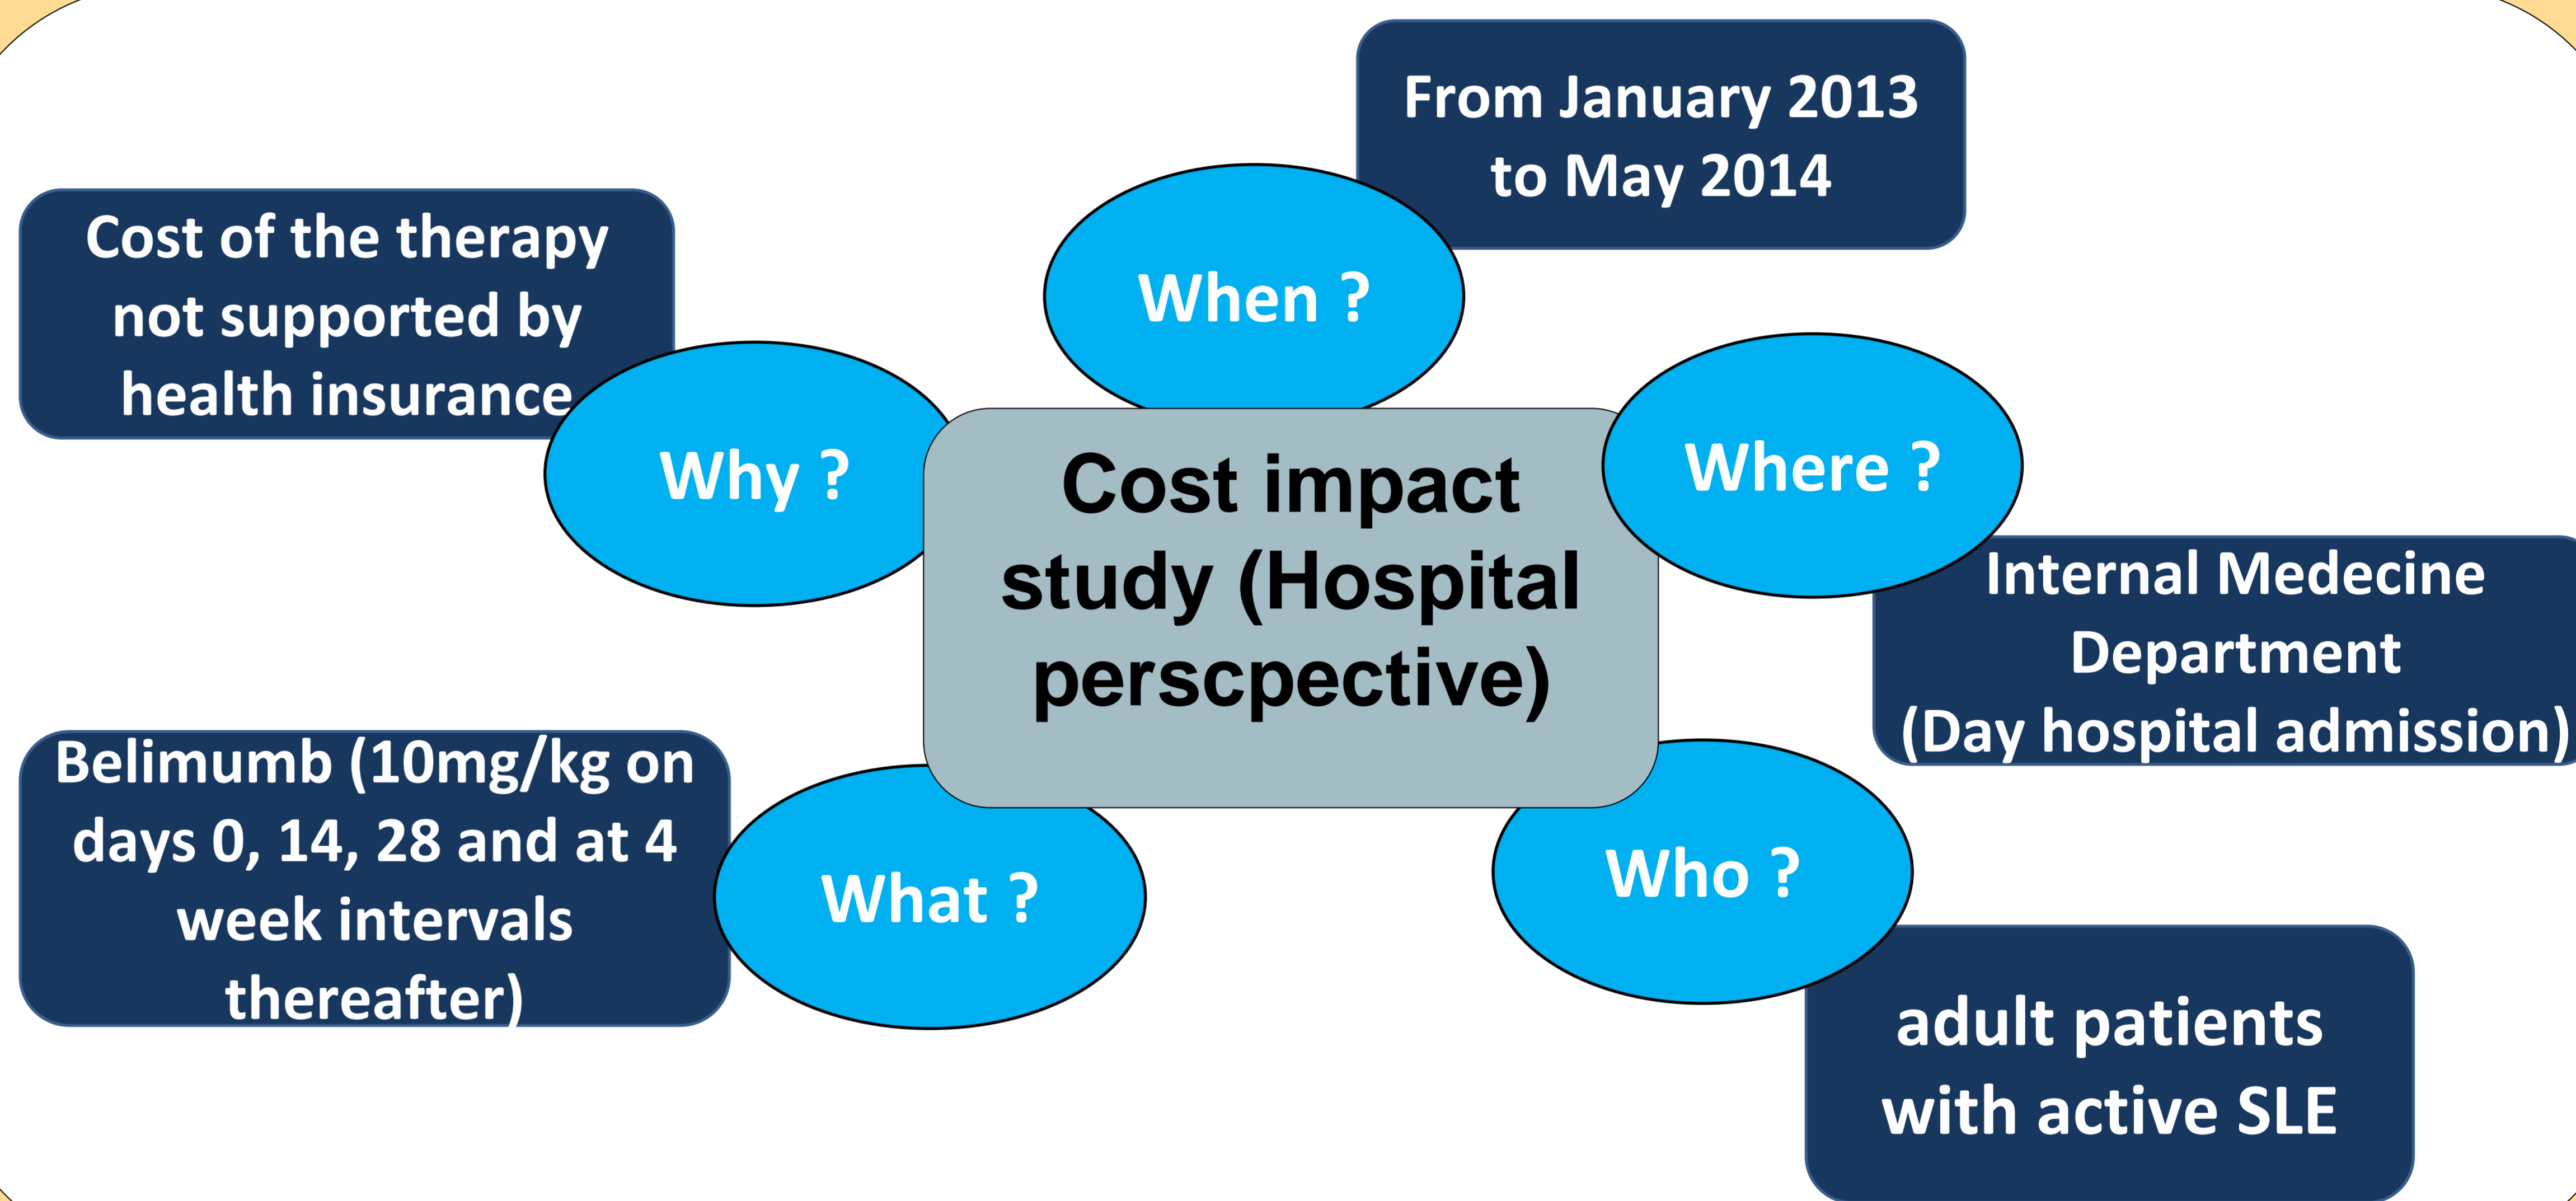 From January 2013
to May 2014
When ?
Cost of the therapy
not supported by
health insurance
Why ?
Cost impact
study (Hospital
perscpective)
Where ?
Internal Medecine
Department
(Day hospital admission)
Belimumb (10mg/kg on
days 0, 14, 28 and at 4
week intervals
thereafter)
What ?
Who ?
adult patients
with active SLE